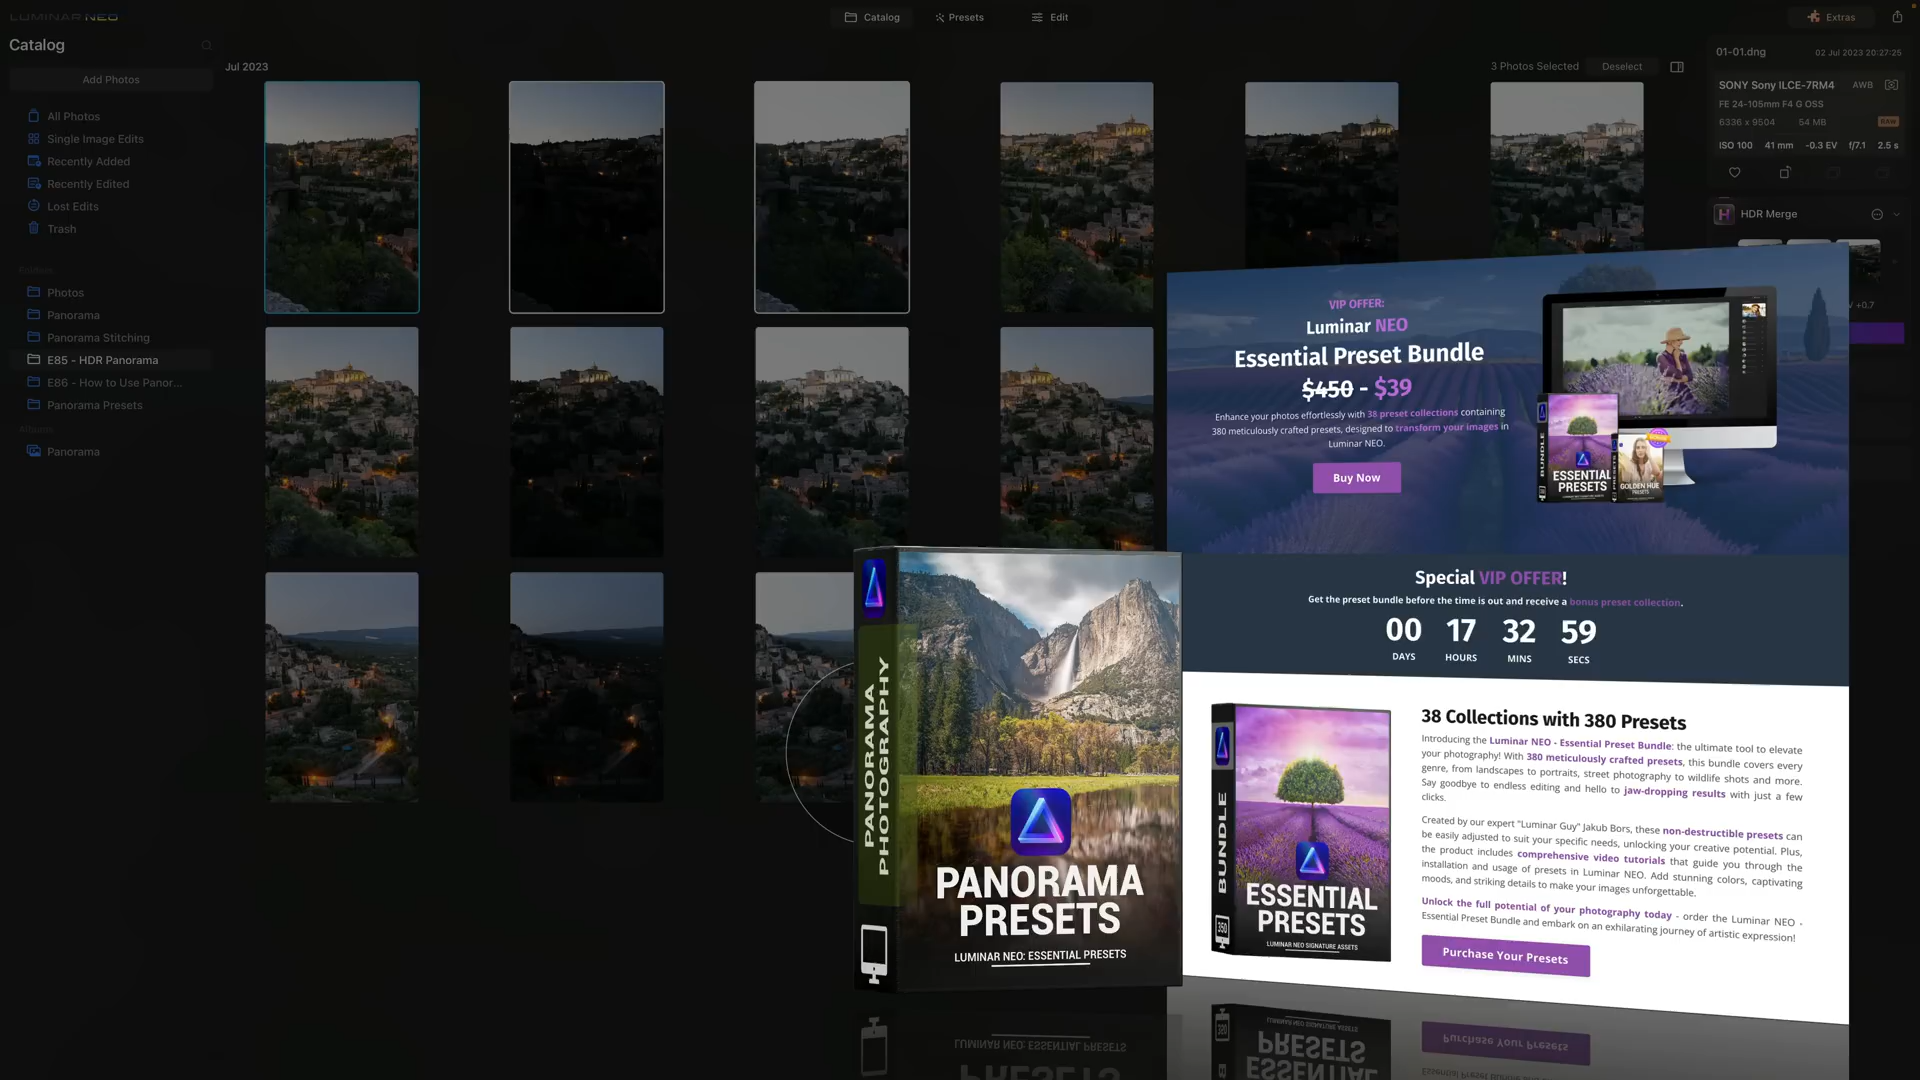 LUMINAR NEO
Catalog
Presets
Edit
Extras
Catalog
Add Photos
All Photos
Single Image Edits
Recently Added
Recently Edited
Lost Edits
Trash
Photos
Panorama
Panorama Stitching
E85 - HDR Panorama
E86 - How to Use Panor...
Panorama Presets
Albums
Panorama
Jul 2023
3 Photos Selected
Deselect
01-01.dng
02 Jul 2023 20:27:25
SONY Sony ILCE-7RM4
AWB
FE 24-105mm F4 G OSS
6336 x 9504
54 MB
RAW
ISO 100
41 mm
-0.3 EV
f/7.1
2.5 s
HDR Merge
+0.7
VIP OFFER:
Luminar NEO
Essential Preset Bundle
$450 - $39
Enhance your photos effortlessly with 38 preset collections containing
380 meticulously crafted presets, designed to transform your images in
Luminar NEO.
Buy Now
BUNDLE
ESSENTIAL
PRESETS
GOLDEN HUE
PRESETS
Special VIP OFFER!
Get the preset bundle before the time is out and receive a bonus preset collection.
00 17 32 59
DAYS HOURS MINS SECS
38 Collections with 380 Presets
Introducing the Luminar NEO - Essential Preset Bundle: the ultimate tool to elevate
your photography! With 380 meticulously crafted presets, this bundle covers every
genre, from landscapes to portraits, street photography to wildlife shots and more.
Say goodbye to endless editing and hello to jaw-dropping results with just a few
clicks.
Created by our expert "Luminar Guy" Jakub Bors, these non-destructible presets can
be easily adjusted to suit your specific needs, unlocking your creative potential. Plus,
the product includes comprehensive video tutorials that guide you through the
installation and usage of presets in Luminar NEO. Add stunning colors, captivating
moods, and striking details to make your images unforgettable.
Unlock the full potential of your photography today - order the Luminar NEO -
Essential Preset Bundle and embark on an exhilarating journey of artistic expression!
Purchase Your Presets
BUNDLE
350
ESSENTIAL
PRESETS
LUMINAR NEO SIGNATURE ASSETS
PANORAMA
PHOTOGRAPHY
PANORAMA
PRESETS
LUMINAR NEO: ESSENTIAL PRESETS